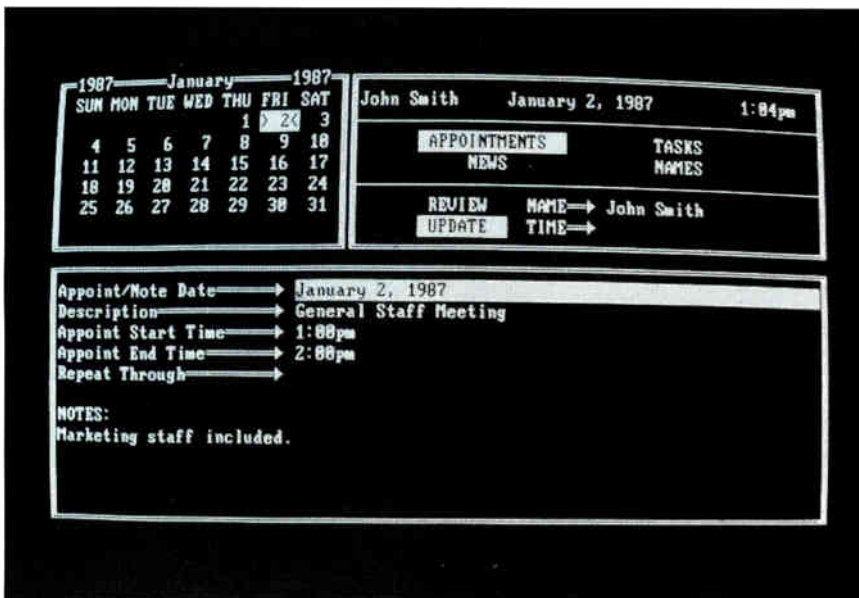 1987 January 1987
SUN MON TUE WED THU FRI SAT
1 > 2< 3
4 5 6 7 8 9 10
11 12 13 14 15 16 17
18 19 20 21 22 23 24
25 26 27 28 29 30 31
John Smith January 2, 1987 1:04pm
APPOINTMENTS TASKS
NEWS NAMES
REVIEW NAME⇒ John Smith
UPDATE TIME⇒
Appoint/Note Date⇒ January 2, 1987
Description⇒ General Staff Meeting
Appoint Start Time⇒ 1:00pm
Appoint End Time⇒ 2:00pm
Repeat Through⇒
NOTES:
Marketing staff included.